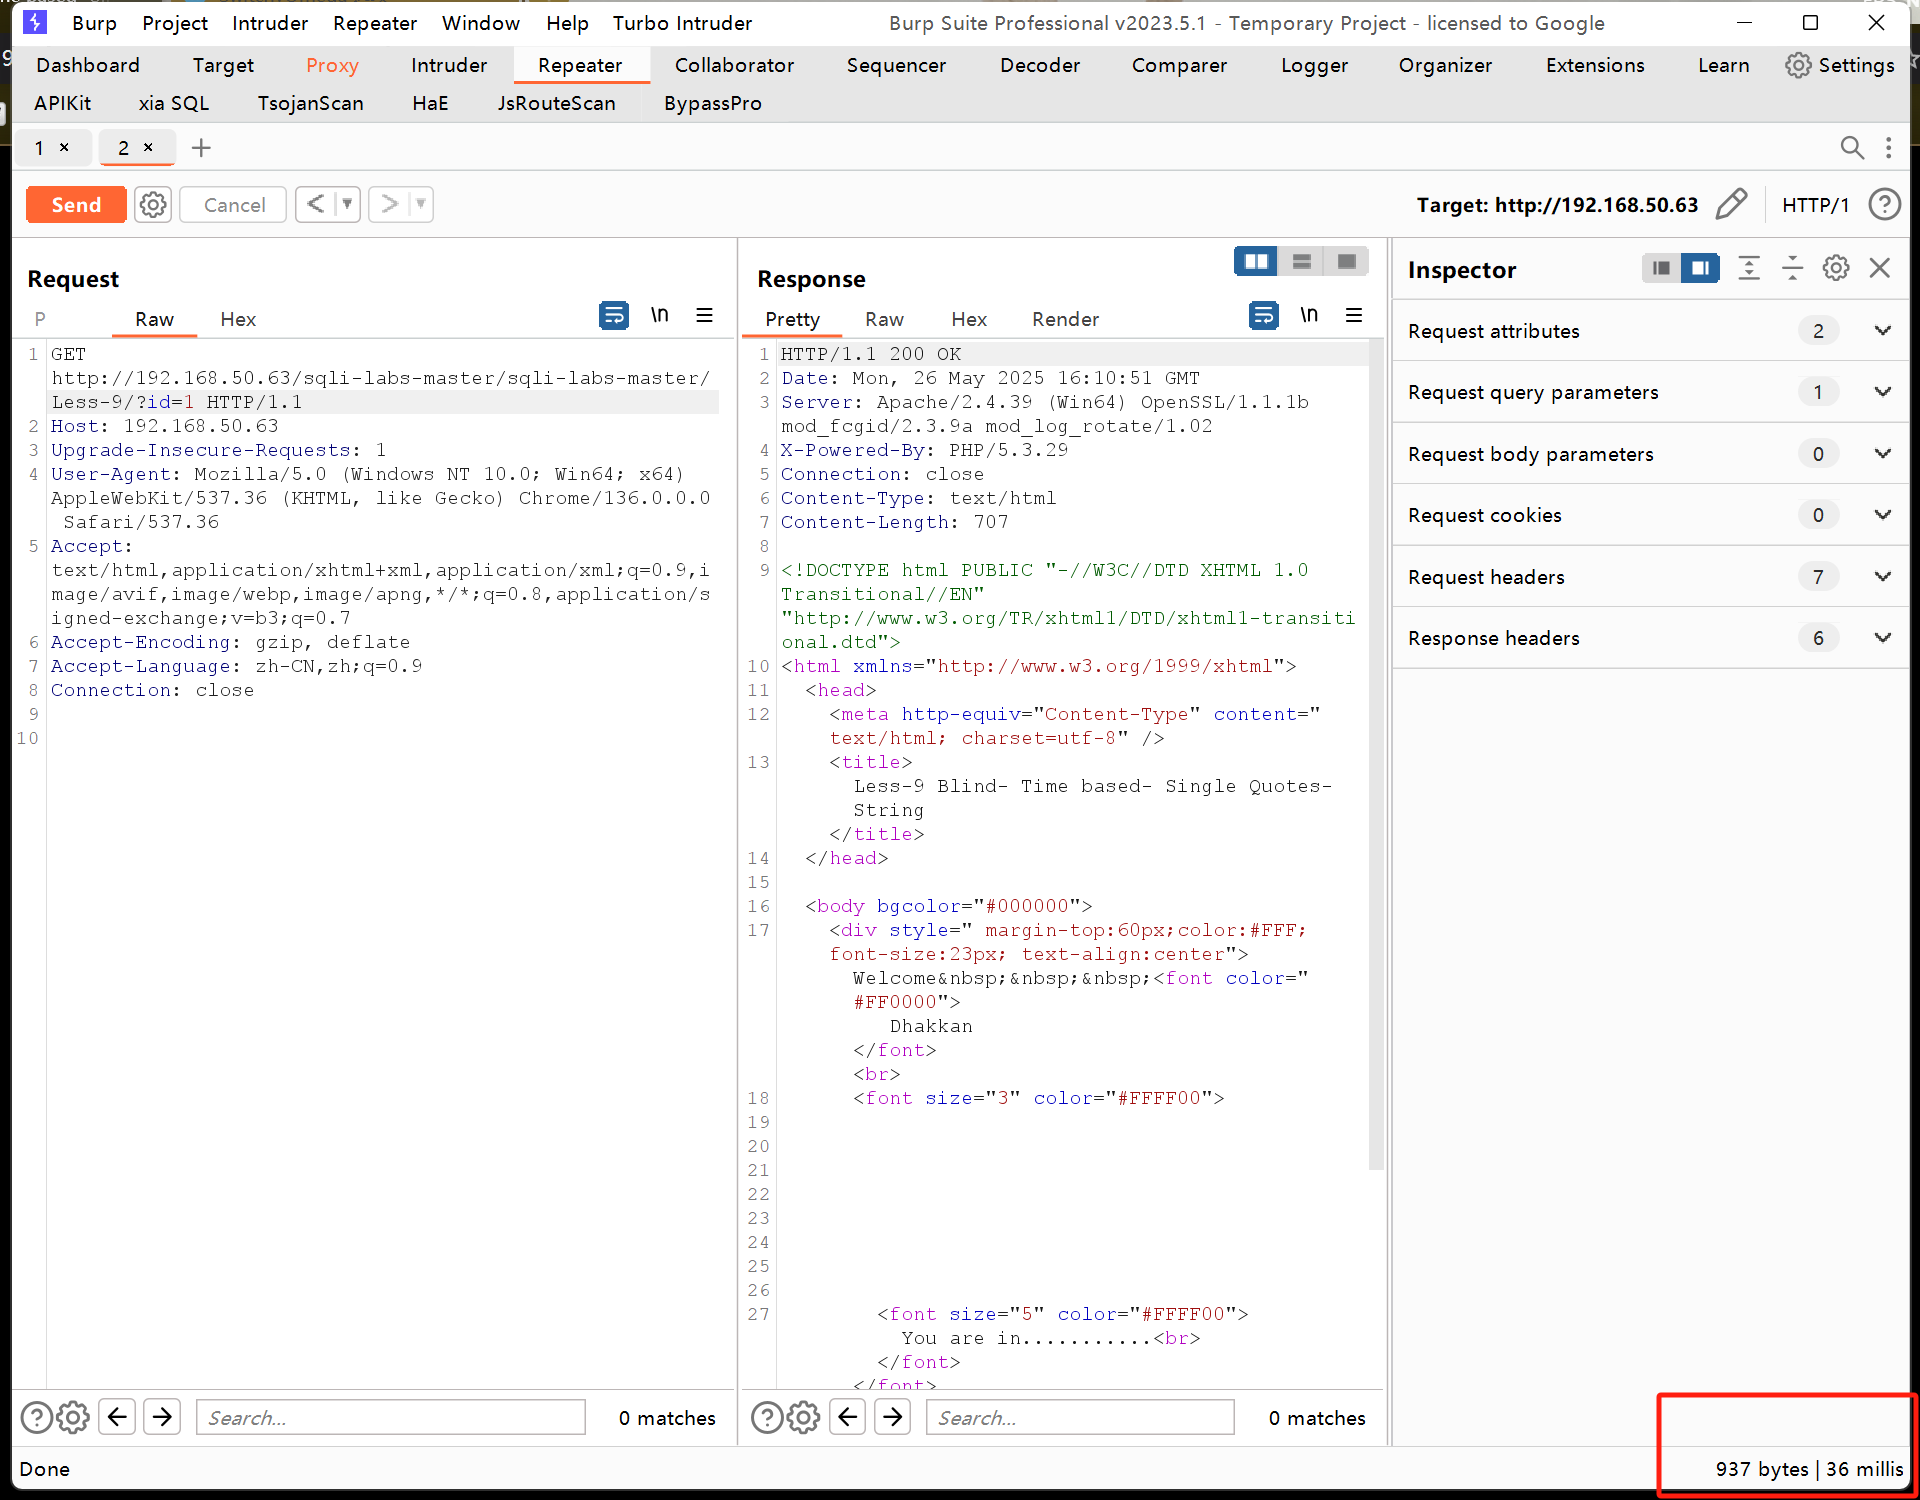 Burp Project Intruder Repeater Window Help Turbo Intruder Burp Suite Professional v2023.5.1 - Temporary Project - licensed to Google
Dashboard Target Proxy Intruder Repeater Collaborator Sequencer Decoder Comparer Logger Organizer Extensions Learn Settings
APIKit xia SQL TsojanScan HaE JsRouteScan BypassPro
1 × 2 × +
Send Cancel < > Target: http://192.168.50.63 HTTP/1 ?
Request
P Raw Hex \n
1 GET
http://192.168.50.63/sqli-labs-master/sqli-labs-master/
Less-9/?id=1 HTTP/1.1
2 Host: 192.168.50.63
3 Upgrade-Insecure-Requests: 1
4 User-Agent: Mozilla/5.0 (Windows NT 10.0; Win64; x64)
AppleWebKit/537.36 (KHTML, like Gecko) Chrome/136.0.0.0
Safari/537.36
5 Accept:
text/html,application/xhtml+xml,application/xml;q=0.9,i
mage/avif,image/webp,image/apng,*/*;q=0.8,application/s
igned-exchange;v=b3;q=0.7
6 Accept-Encoding: gzip, deflate
7 Accept-Language: zh-CN,zh;q=0.9
8 Connection: close
9
10
Search... 0 matches
Response
Pretty Raw Hex Render \n
1 HTTP/1.1 200 OK
2 Date: Mon, 26 May 2025 16:10:51 GMT
3 Server: Apache/2.4.39 (Win64) OpenSSL/1.1.1b
mod_fcgid/2.3.9a mod_log_rotate/1.02
4 X-Powered-By: PHP/5.3.29
5 Connection: close
6 Content-Type: text/html
7 Content-Length: 707
8
9 <!DOCTYPE html PUBLIC "-//W3C//DTD XHTML 1.0
Transitional//EN"
"http://www.w3.org/TR/xhtml1/DTD/xhtml1-transiti
onal.dtd">
10 <html xmlns="http://www.w3.org/1999/xhtml">
11 <head>
12 <meta http-equiv="Content-Type" content="
text/html; charset=utf-8" />
13 <title>
Less-9 Blind- Time based- Single Quotes-
String
</title>
14 </head>
15
16 <body bgcolor="#000000">
17 <div style=" margin-top:60px;color:#FFF;
font-size:23px; text-align:center">
Welcome&nbsp;&nbsp;&nbsp;<font color="
#FF0000">
Dhakkan
</font>
<br>
18 <font size="3" color="#FFFF00">
19
20
21
22
23
24
25
26
27 <font size="5" color="#FFFF00">
You are in...........<br>
</font>
</font>
Search... 0 matches
Inspector
Request attributes 2
Request query parameters 1
Request body parameters 0
Request cookies 0
Request headers 7
Response headers 6
Done 937 bytes | 36 millis